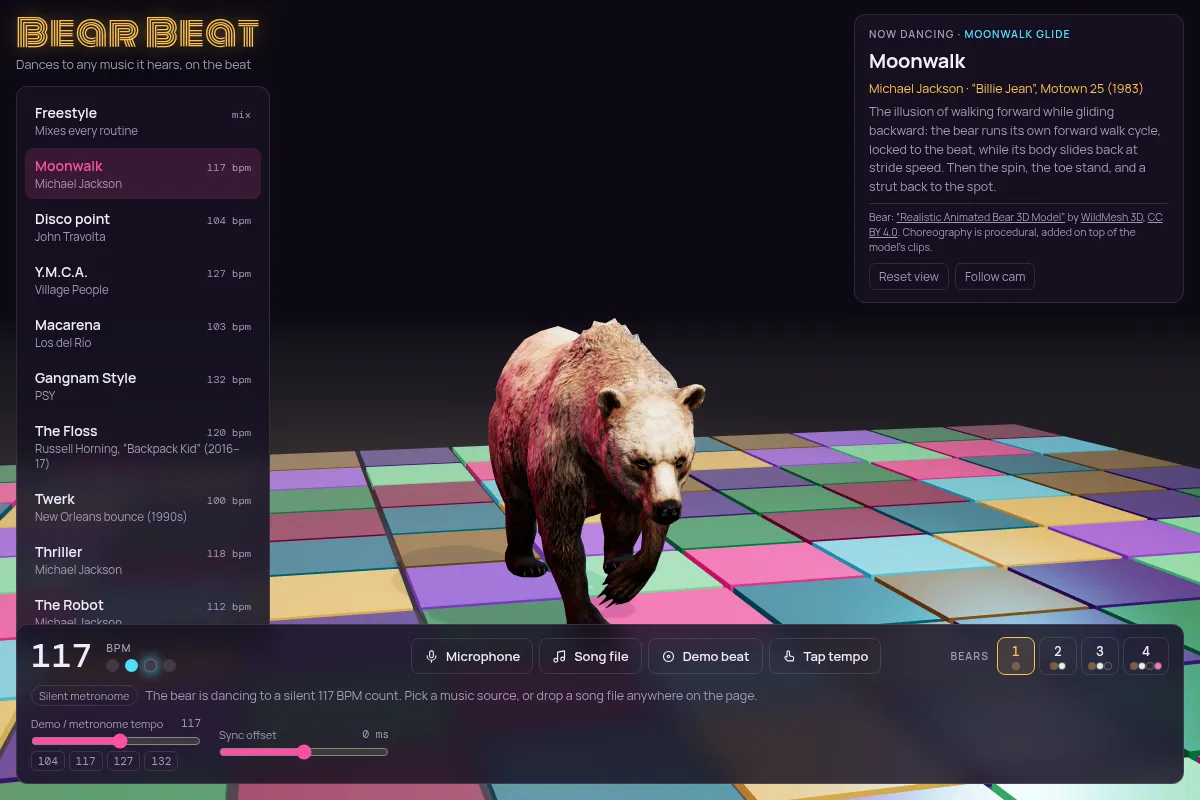 BEAR BEAT
Dances to any music it hears, on the beat
Freestyle
mix
Mixes every routine
Moonwalk
117 bpm
Michael Jackson
Disco point
104 bpm
John Travolta
Y.M.C.A.
127 bpm
Village People
Macarena
103 bpm
Los del Río
Gangnam Style
132 bpm
PSY
The Floss
120 bpm
Russell Horning, “Backpack Kid” (2016–
17)
Twerk
100 bpm
New Orleans bounce (1990s)
Thriller
118 bpm
Michael Jackson
The Robot
112 bpm
Michael Jackson
NOW DANCING · MOONWALK GLIDE
Moonwalk
Michael Jackson · “Billie Jean”, Motown 25 (1983)
The illusion of walking forward while gliding
backward: the bear runs its own forward walk cycle,
locked to the beat, while its body slides back at
stride speed. Then the spin, the toe stand, and a
strut back to the spot.
Bear: “Realistic Animated Bear 3D Model” by WildMesh 3D, CC
BY 4.0. Choreography is procedural, added on top of the
model's clips.
Reset view
Follow cam
117 BPM
Microphone
Song file
Demo beat
Tap tempo
BEARS 1 2 3 4
Silent metronome
The bear is dancing to a silent 117 BPM count. Pick a music source, or drop a song file anywhere on the page.
Demo / metronome tempo 117
Sync offset 0 ms
104 117 127 132